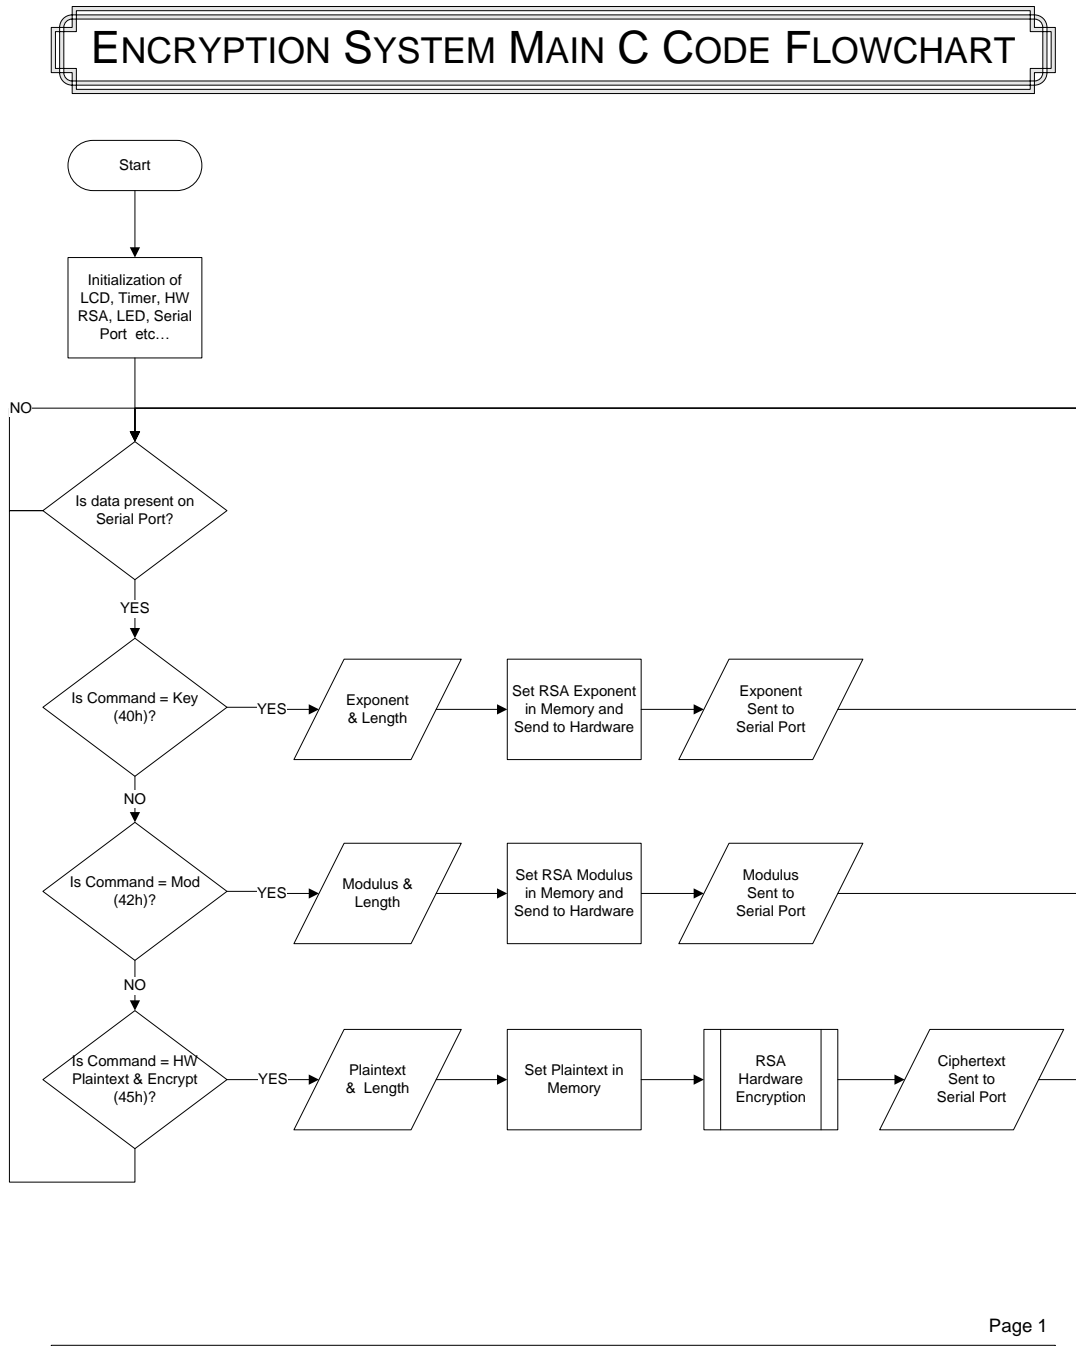 ENCRYPTION SYSTEM MAIN C CODE FLOWCHART
Start
Initialization of
LCD, Timer, HW
RSA, LED, Serial
Port etc…
NO
Is data present on
Serial Port?
YES
Is Command = Key
(40h)?
YES
Exponent
& Length
Set RSA Exponent
in Memory and
Send to Hardware
Exponent
Sent to
Serial Port
NO
Is Command = Mod
(42h)?
YES
Modulus &
Length
Set RSA Modulus
in Memory and
Send to Hardware
Modulus
Sent to
Serial Port
NO
Is Command = HW
Plaintext & Encrypt
(45h)?
YES
Plaintext
& Length
Set Plaintext in
Memory
RSA
Hardware
Encryption
Ciphertext
Sent to
Serial Port
Page 1